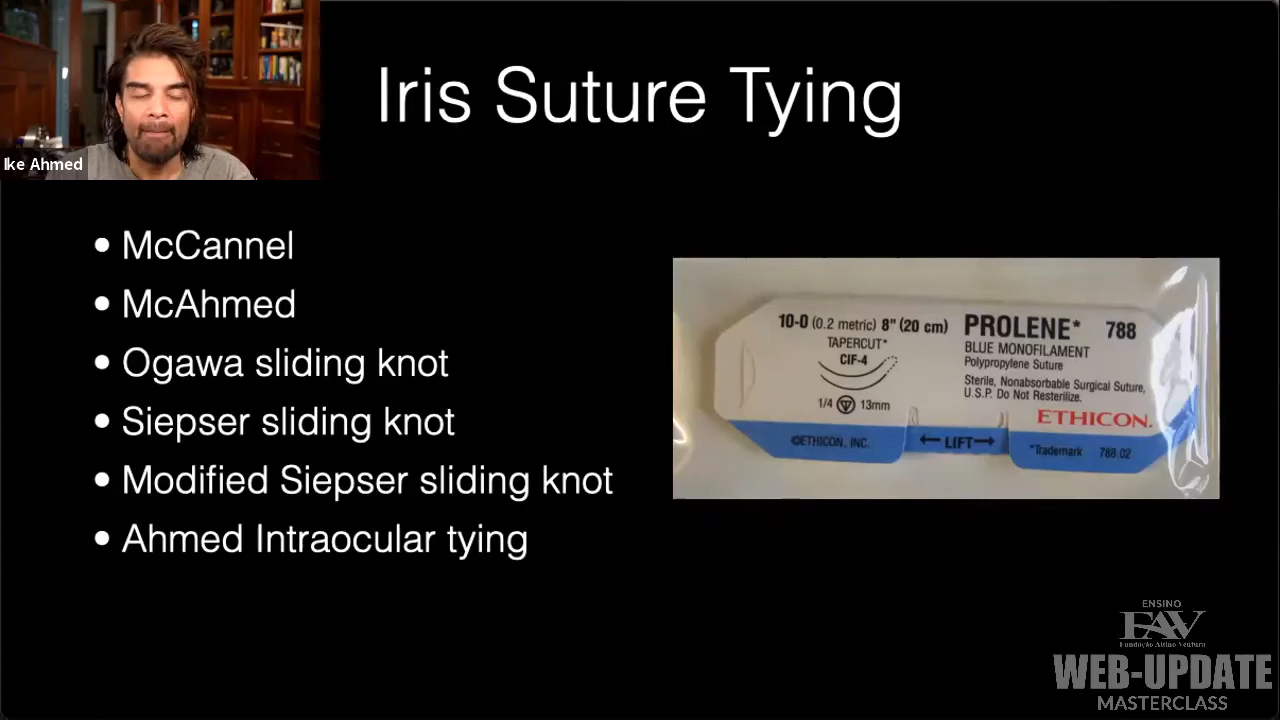 Iris Suture Tying
Ike Ahmed
• McCannel
• McAhmed
• Ogawa sliding knot
• Siepser sliding knot
• Modified Siepser sliding knot
• Ahmed Intraocular tying
10-0 (0.2 metric) 8" (20 cm)
TAPERCUT*
CIF-4
1/4 13mm
PROLENE* 788
BLUE MONOFILAMENT
Polypropylene Suture
Sterile, Nonabsorbable Surgical Suture,
U.S.P. Do Not Resterilize.
ETHICON.
©ETHICON, INC.
←LIFT→
*Trademark 788.02
ENSINO
FAV
Fundação Altino Ventura
WEB-UPDATE
MASTERCLASS